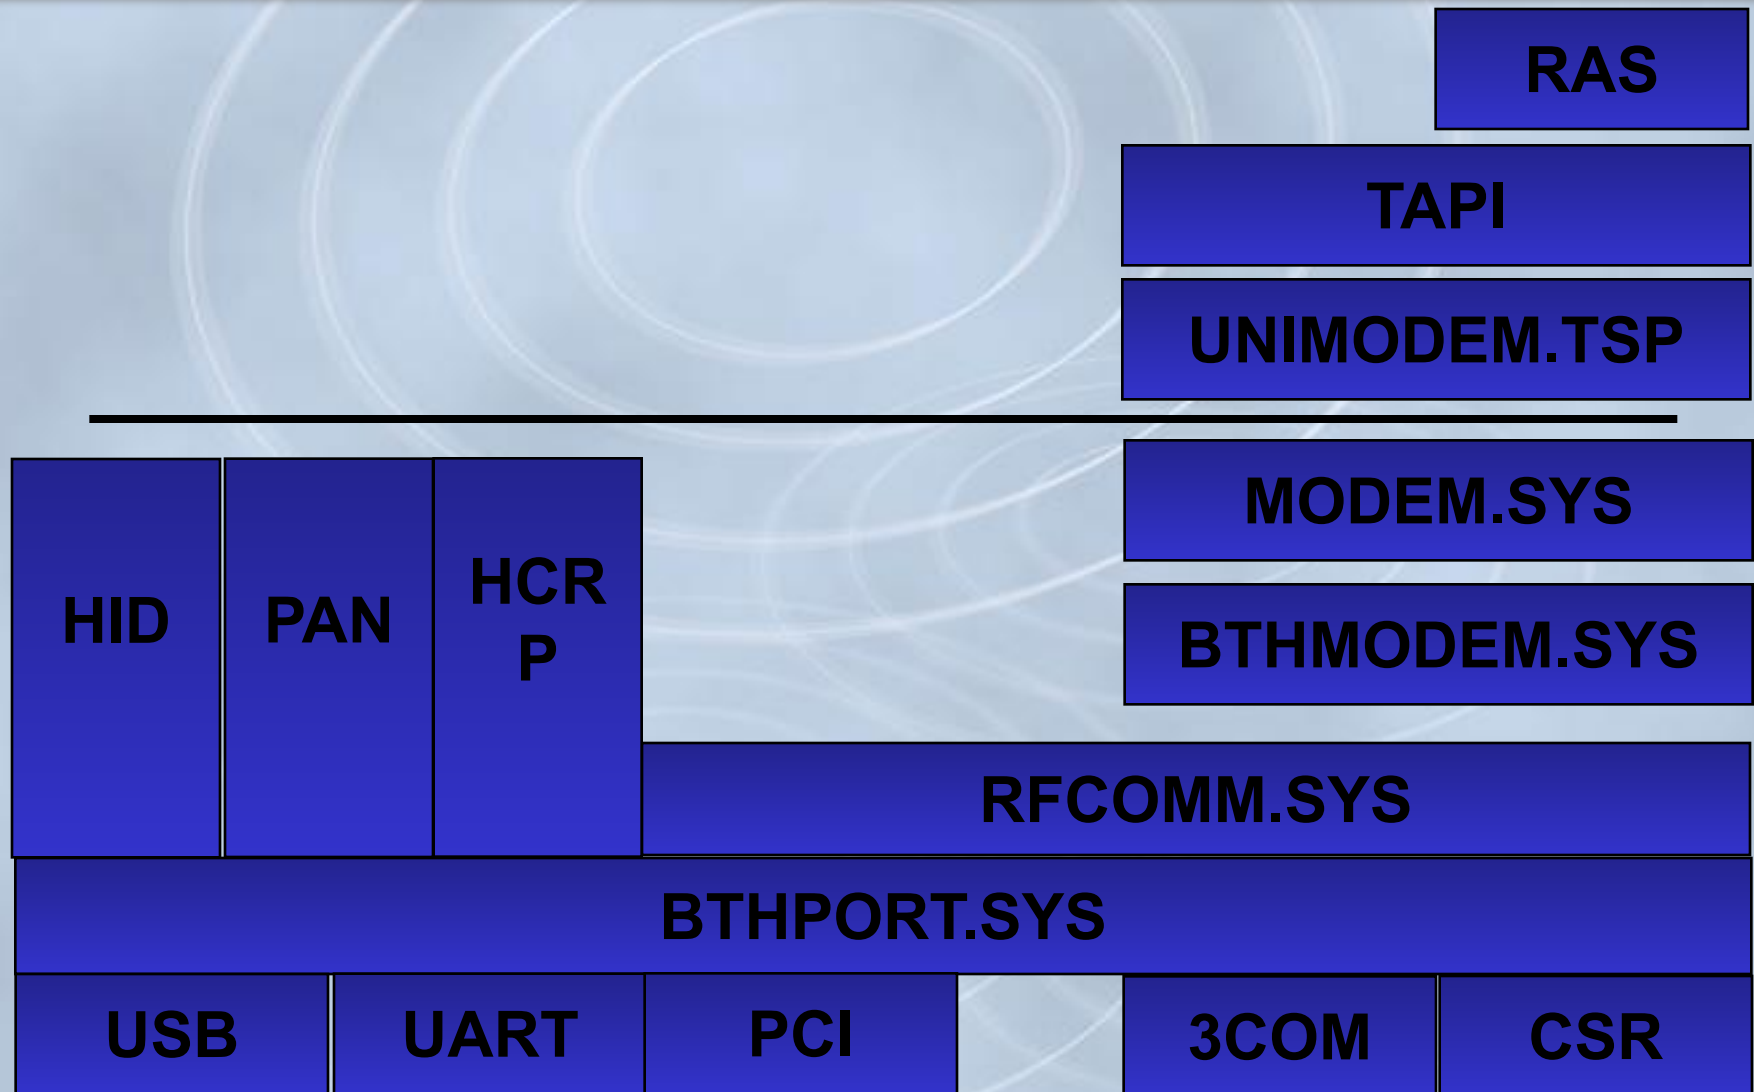 RAS
TAPI
UNIMODEM.TSP
MODEM.SYS
HID
PAN
HCR
P
BTHMODEM.SYS
RFCOMM.SYS
BTHPORT.SYS
USB
UART
PCI
3COM
CSR